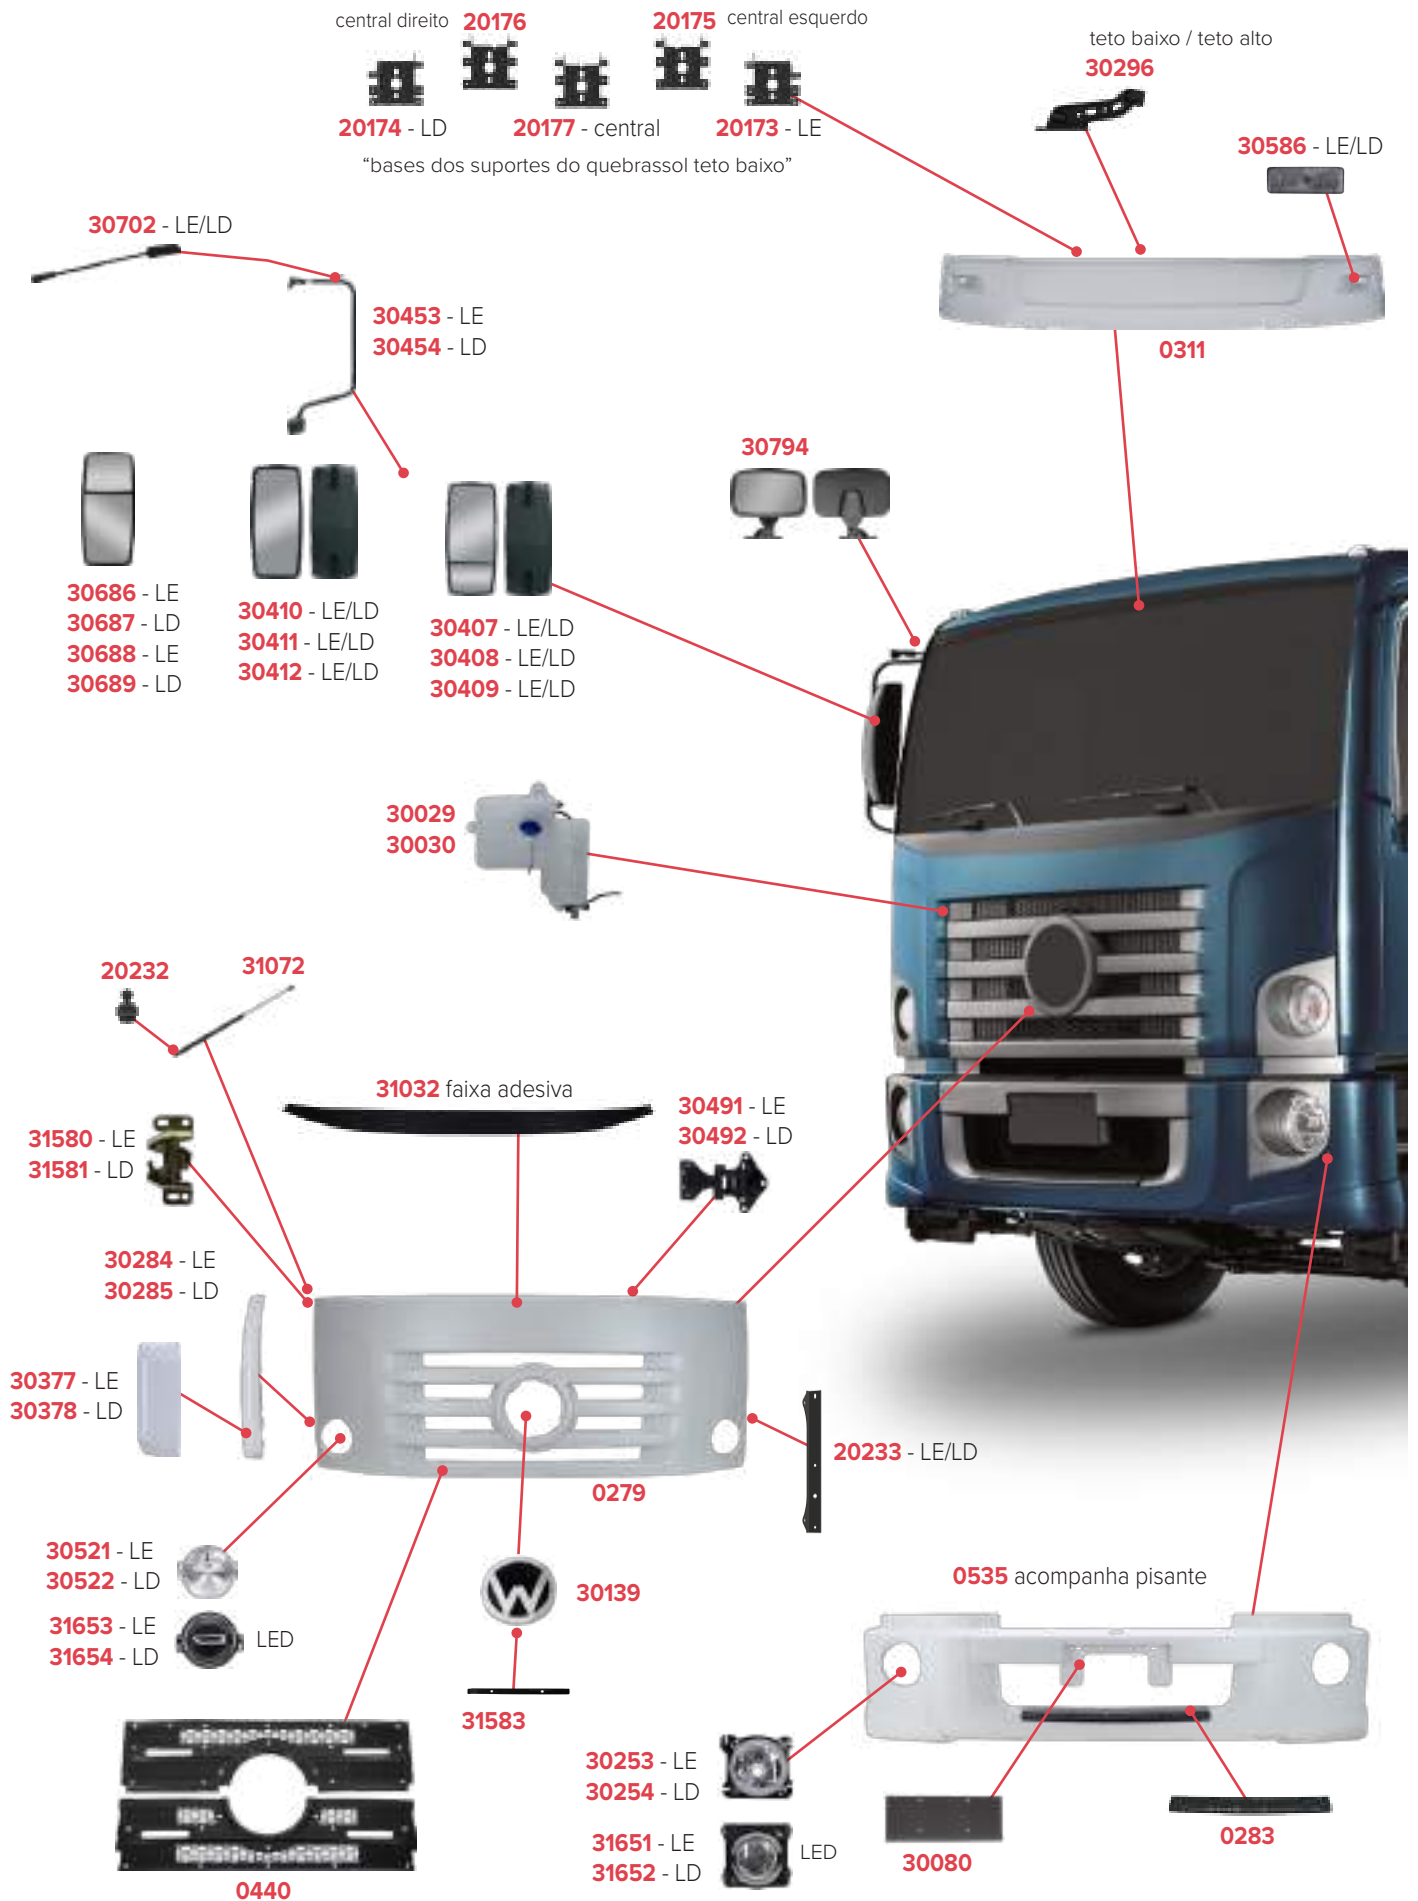 central direito 20176
20175 central esquerdo
20174 - LD
20177 - central
20173 - LE
“bases dos suportes do quebrassol teto baixo”
teto baixo / teto alto
30296
30586 - LE/LD
0311
30702 - LE/LD
30453 - LE
30454 - LD
30794
30686 - LE
30687 - LD
30688 - LE
30689 - LD
30410 - LE/LD
30411 - LE/LD
30412 - LE/LD
30407 - LE/LD
30408 - LE/LD
30409 - LE/LD
30029
30030
20232
31072
31032 faixa adesiva
30491 - LE
30492 - LD
31580 - LE
31581 - LD
30284 - LE
30285 - LD
30377 - LE
30378 - LD
20233 - LE/LD
0279
30521 - LE
30522 - LD
31653 - LE
31654 - LD
LED
30139
31583
0440
0535 acompanha pisante
30253 - LE
30254 - LD
31651 - LE
31652 - LD
LED
30080
0283